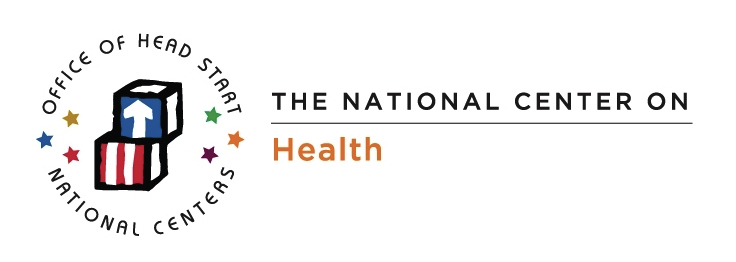 OFFICE OF HEAD START
NATIONAL CENTERS
THE NATIONAL CENTER ON
Health